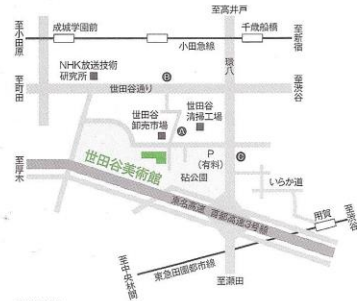 至高井戸
至小田原
成城学園前
千歳船橋
至新宿
小田急線
環八
NHK放送技術
研究所
B
至町田
世田谷通り
至渋谷
世田谷
卸売市場
世田谷
清掃工場
A
世田谷美術館
P
(有料)
C
砧公園
至厚木
いらか道
東名高速 首都高速3号線
用賀
至渋谷
東急田園都市線
至中央林間
至瀬田